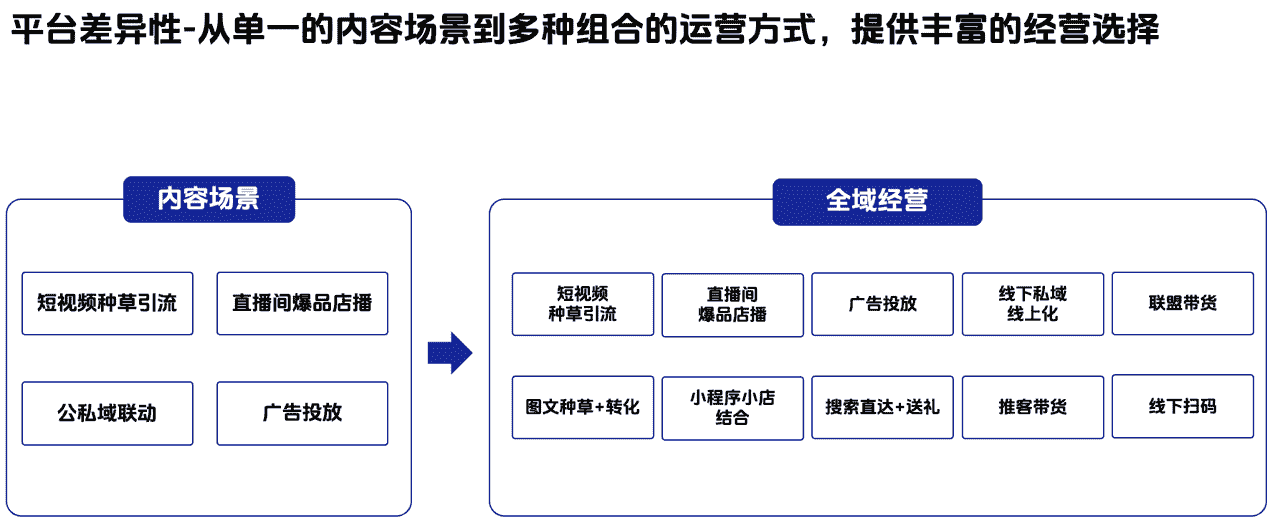 平台差异性-从单一的内容场景到多种组合的运营方式，提供丰富的经营选择
内容场景
短视频种草引流
直播间爆品店播
公私域联动
广告投放
全域经营
短视频
种草引流
直播间
爆品店播
广告投放
线下私域
线上化
联盟带货
图文种草+转化
小程序小店
结合
搜索直达+送礼
推客带货
线下扫码